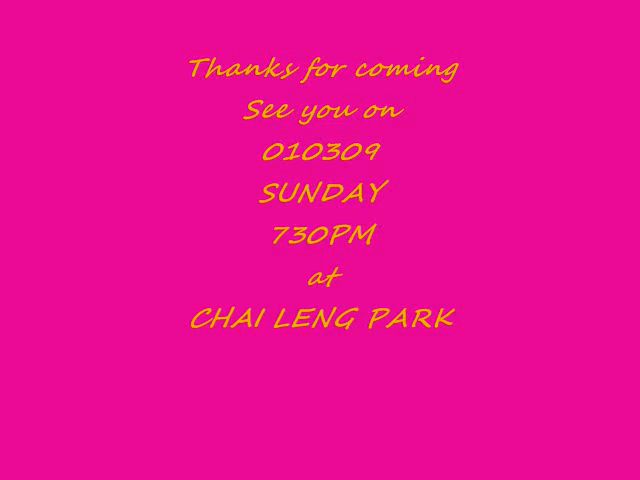 Thanks for coming
See you on
010309
SUNDAY
730PM
at
CHAI LENG PARK